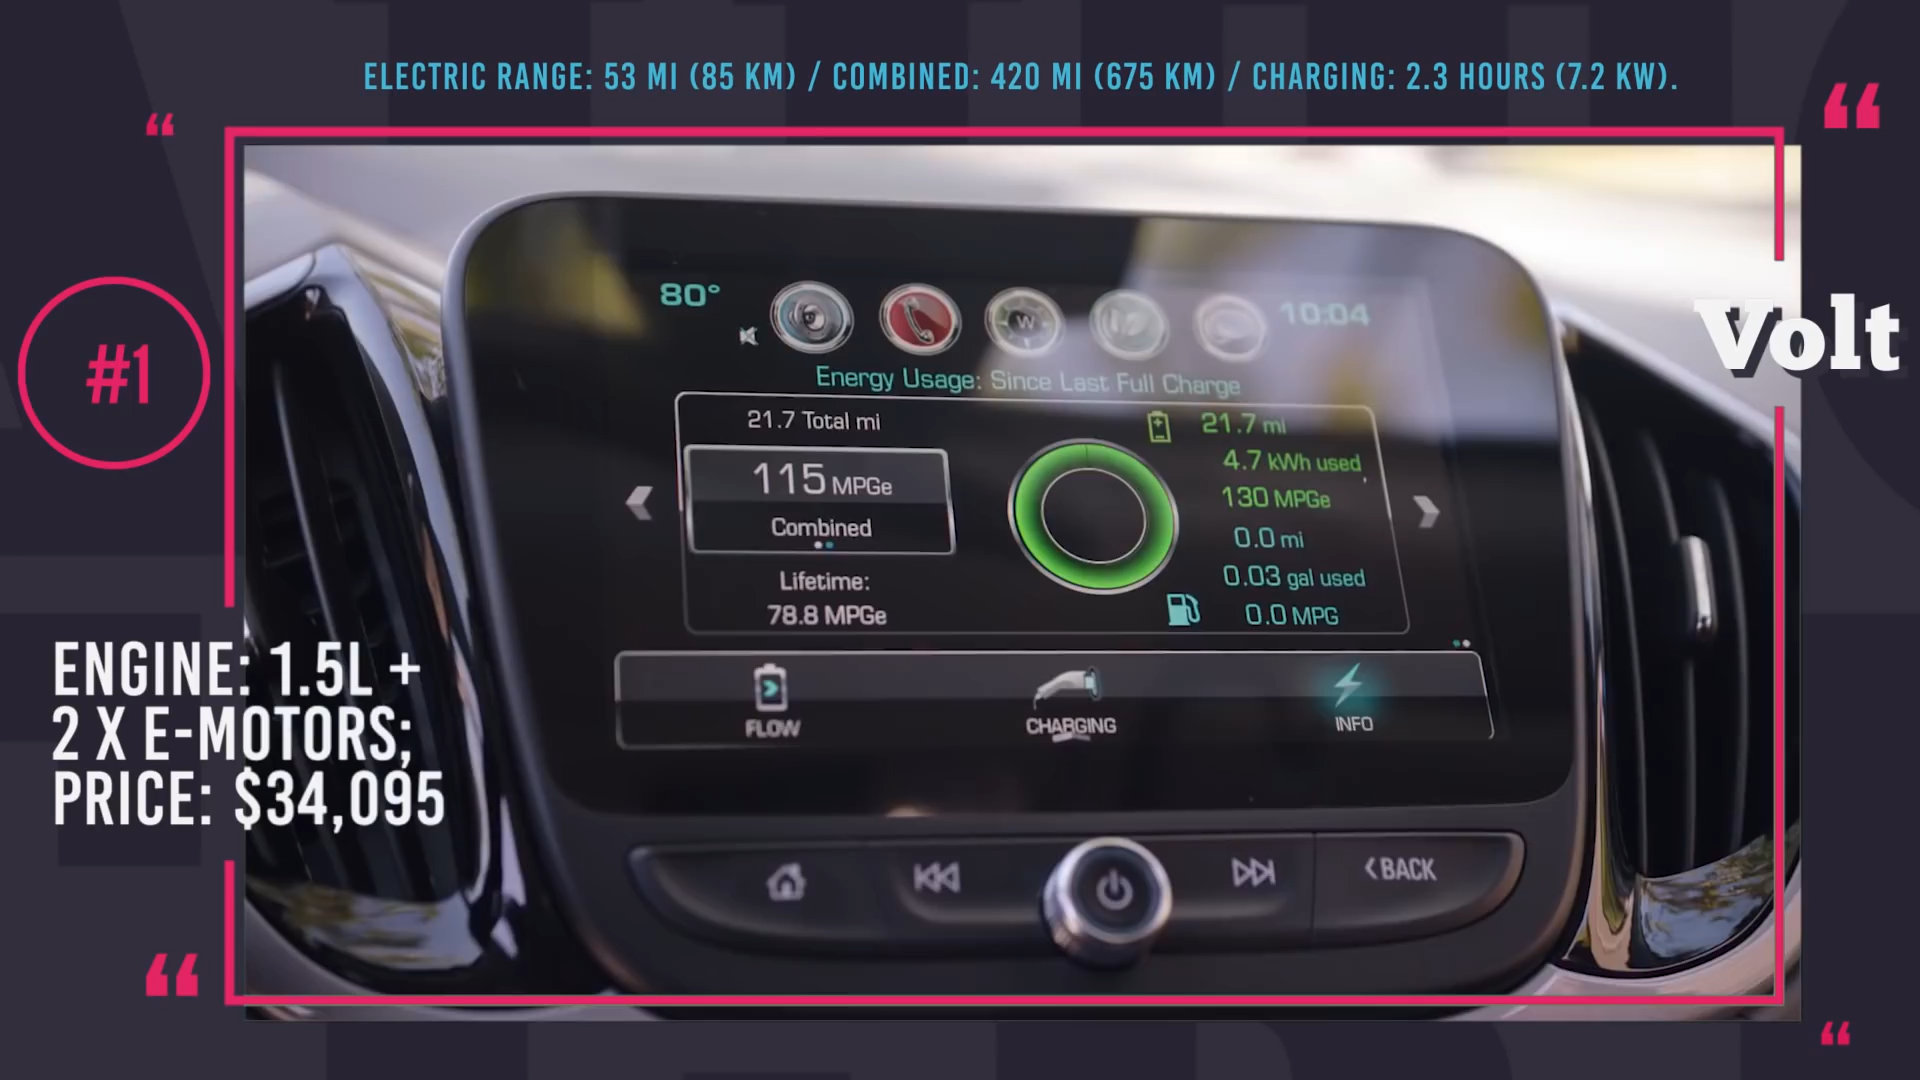 ELECTRIC RANGE: 53 MI (85 KM) / COMBINED: 420 MI (675 KM) / CHARGING: 2.3 HOURS (7.2 KW).
#1
Volt
ENGINE: 1.5L +
2 X E-MOTORS;
PRICE: $34,095
80°
W
10:04
Energy Usage: Since Last Full Charge
21.7 Total mi
115 MPGe
Combined
Lifetime:
78.8 MPGe
21.7 mi
4.7 kWh used
130 MPGe
0.0 mi
0.03 gal used
0.0 MPG
FLOW
CHARGING
INFO
BACK